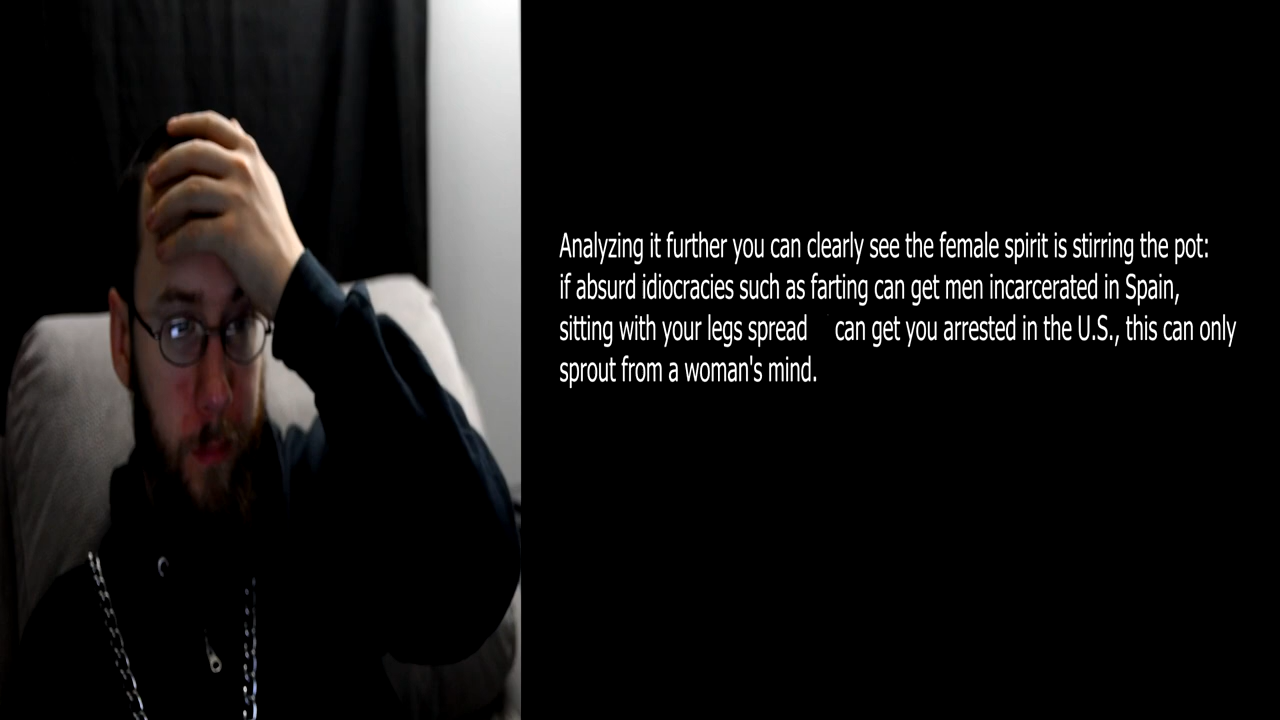 Analyzing it further you can clearly see the female spirit is stirring the pot:
if absurd idiocracies such as farting can get men incarcerated in Spain,
sitting with your legs spread can get you arrested in the U.S., this can only
sprout from a woman's mind.